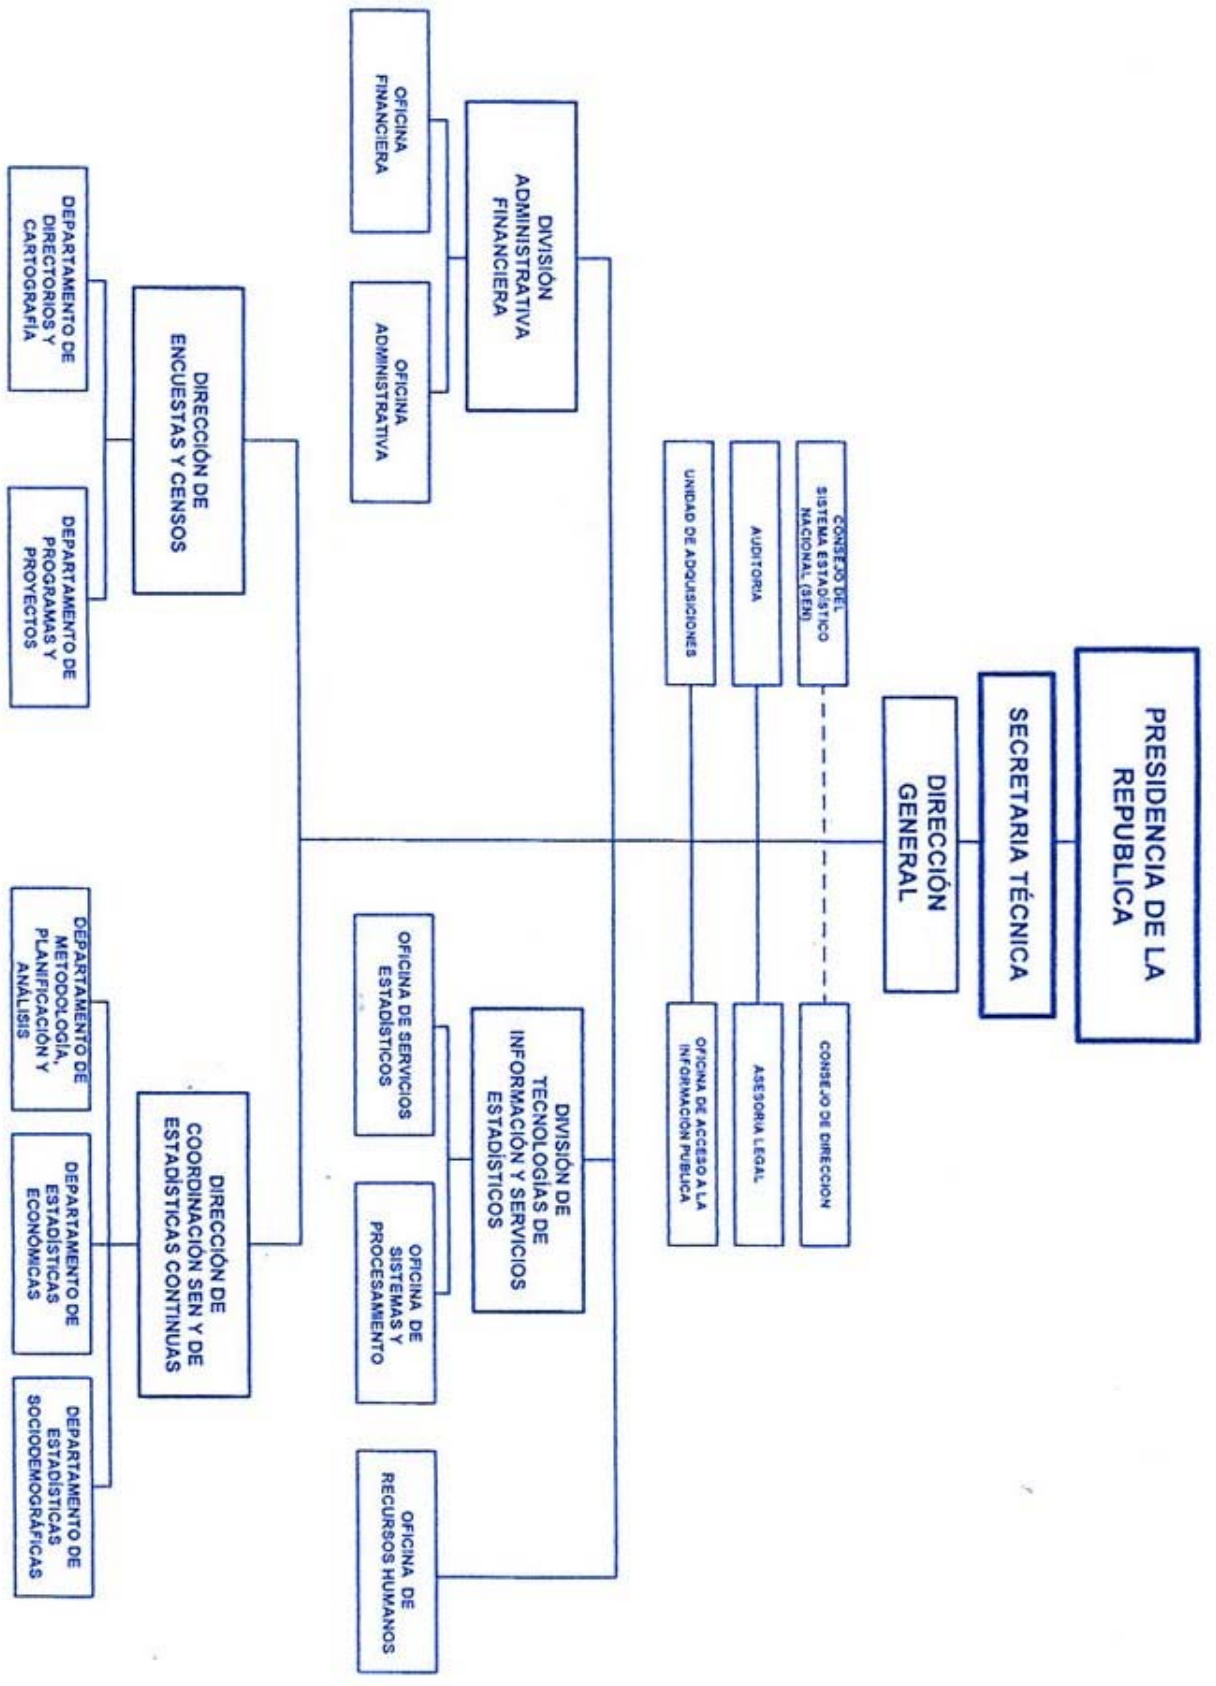 PRESIDENCIA DE LA
REPUBLICA
SECRETARIA TÉCNICA
DIRECCIÓN
GENERAL
CONSEJO DEL
SISTEMA ESTADÍSTICO
NACIONAL (SEN)
CONSEJO DE DIRECCION
AUDITORIA
ASESORIA LEGAL
UNIDAD DE ADQUISICIONES
OFICINA DE ACCESO A LA
INFORMACIÓN PUBLICA
DIVISIÓN
ADMINISTRATIVA
FINANCIERA
DIVISIÓN DE
TECNOLOGÍAS DE
INFORMACIÓN Y SERVICIOS
ESTADÍSTICOS
OFICINA
FINANCIERA
OFICINA
ADMINISTRATIVA
OFICINA DE SERVICIOS
ESTADÍSTICOS
OFICINA DE
SISTEMAS Y
PROCESAMIENTO
OFICINA DE
RECURSOS HUMANOS
DIRECCIÓN DE
ENCUESTAS Y CENSOS
DIRECCIÓN DE
COORDINACIÓN SEN Y DE
ESTADÍSTICAS CONTINUAS
DEPARTAMENTO DE
DIRECTORIOS Y
CARTOGRAFÍA
DEPARTAMENTO DE
PROGRAMAS Y
PROYECTOS
DEPARTAMENTO DE
METODOLOGÍA,
PLANIFICACIÓN Y
ANÁLISIS
DEPARTAMENTO DE
ESTADÍSTICAS
ECONÓMICAS
DEPARTAMENTO DE
ESTADÍSTICAS
SOCIODEMOGRÁFICAS